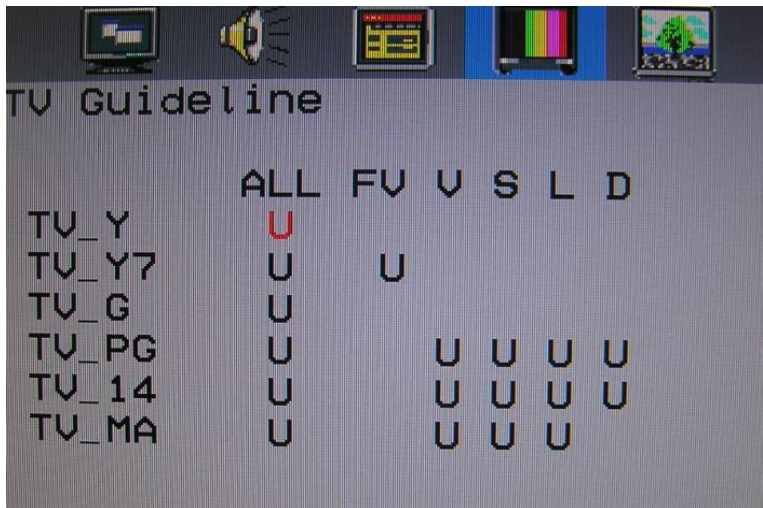 TV Guideline
ALL FV V S L D
TV_Y U
TV_Y7 U U
TV_G U
TV_PG U U U U U
TV_14 U U U U U
TV_MA U U U U